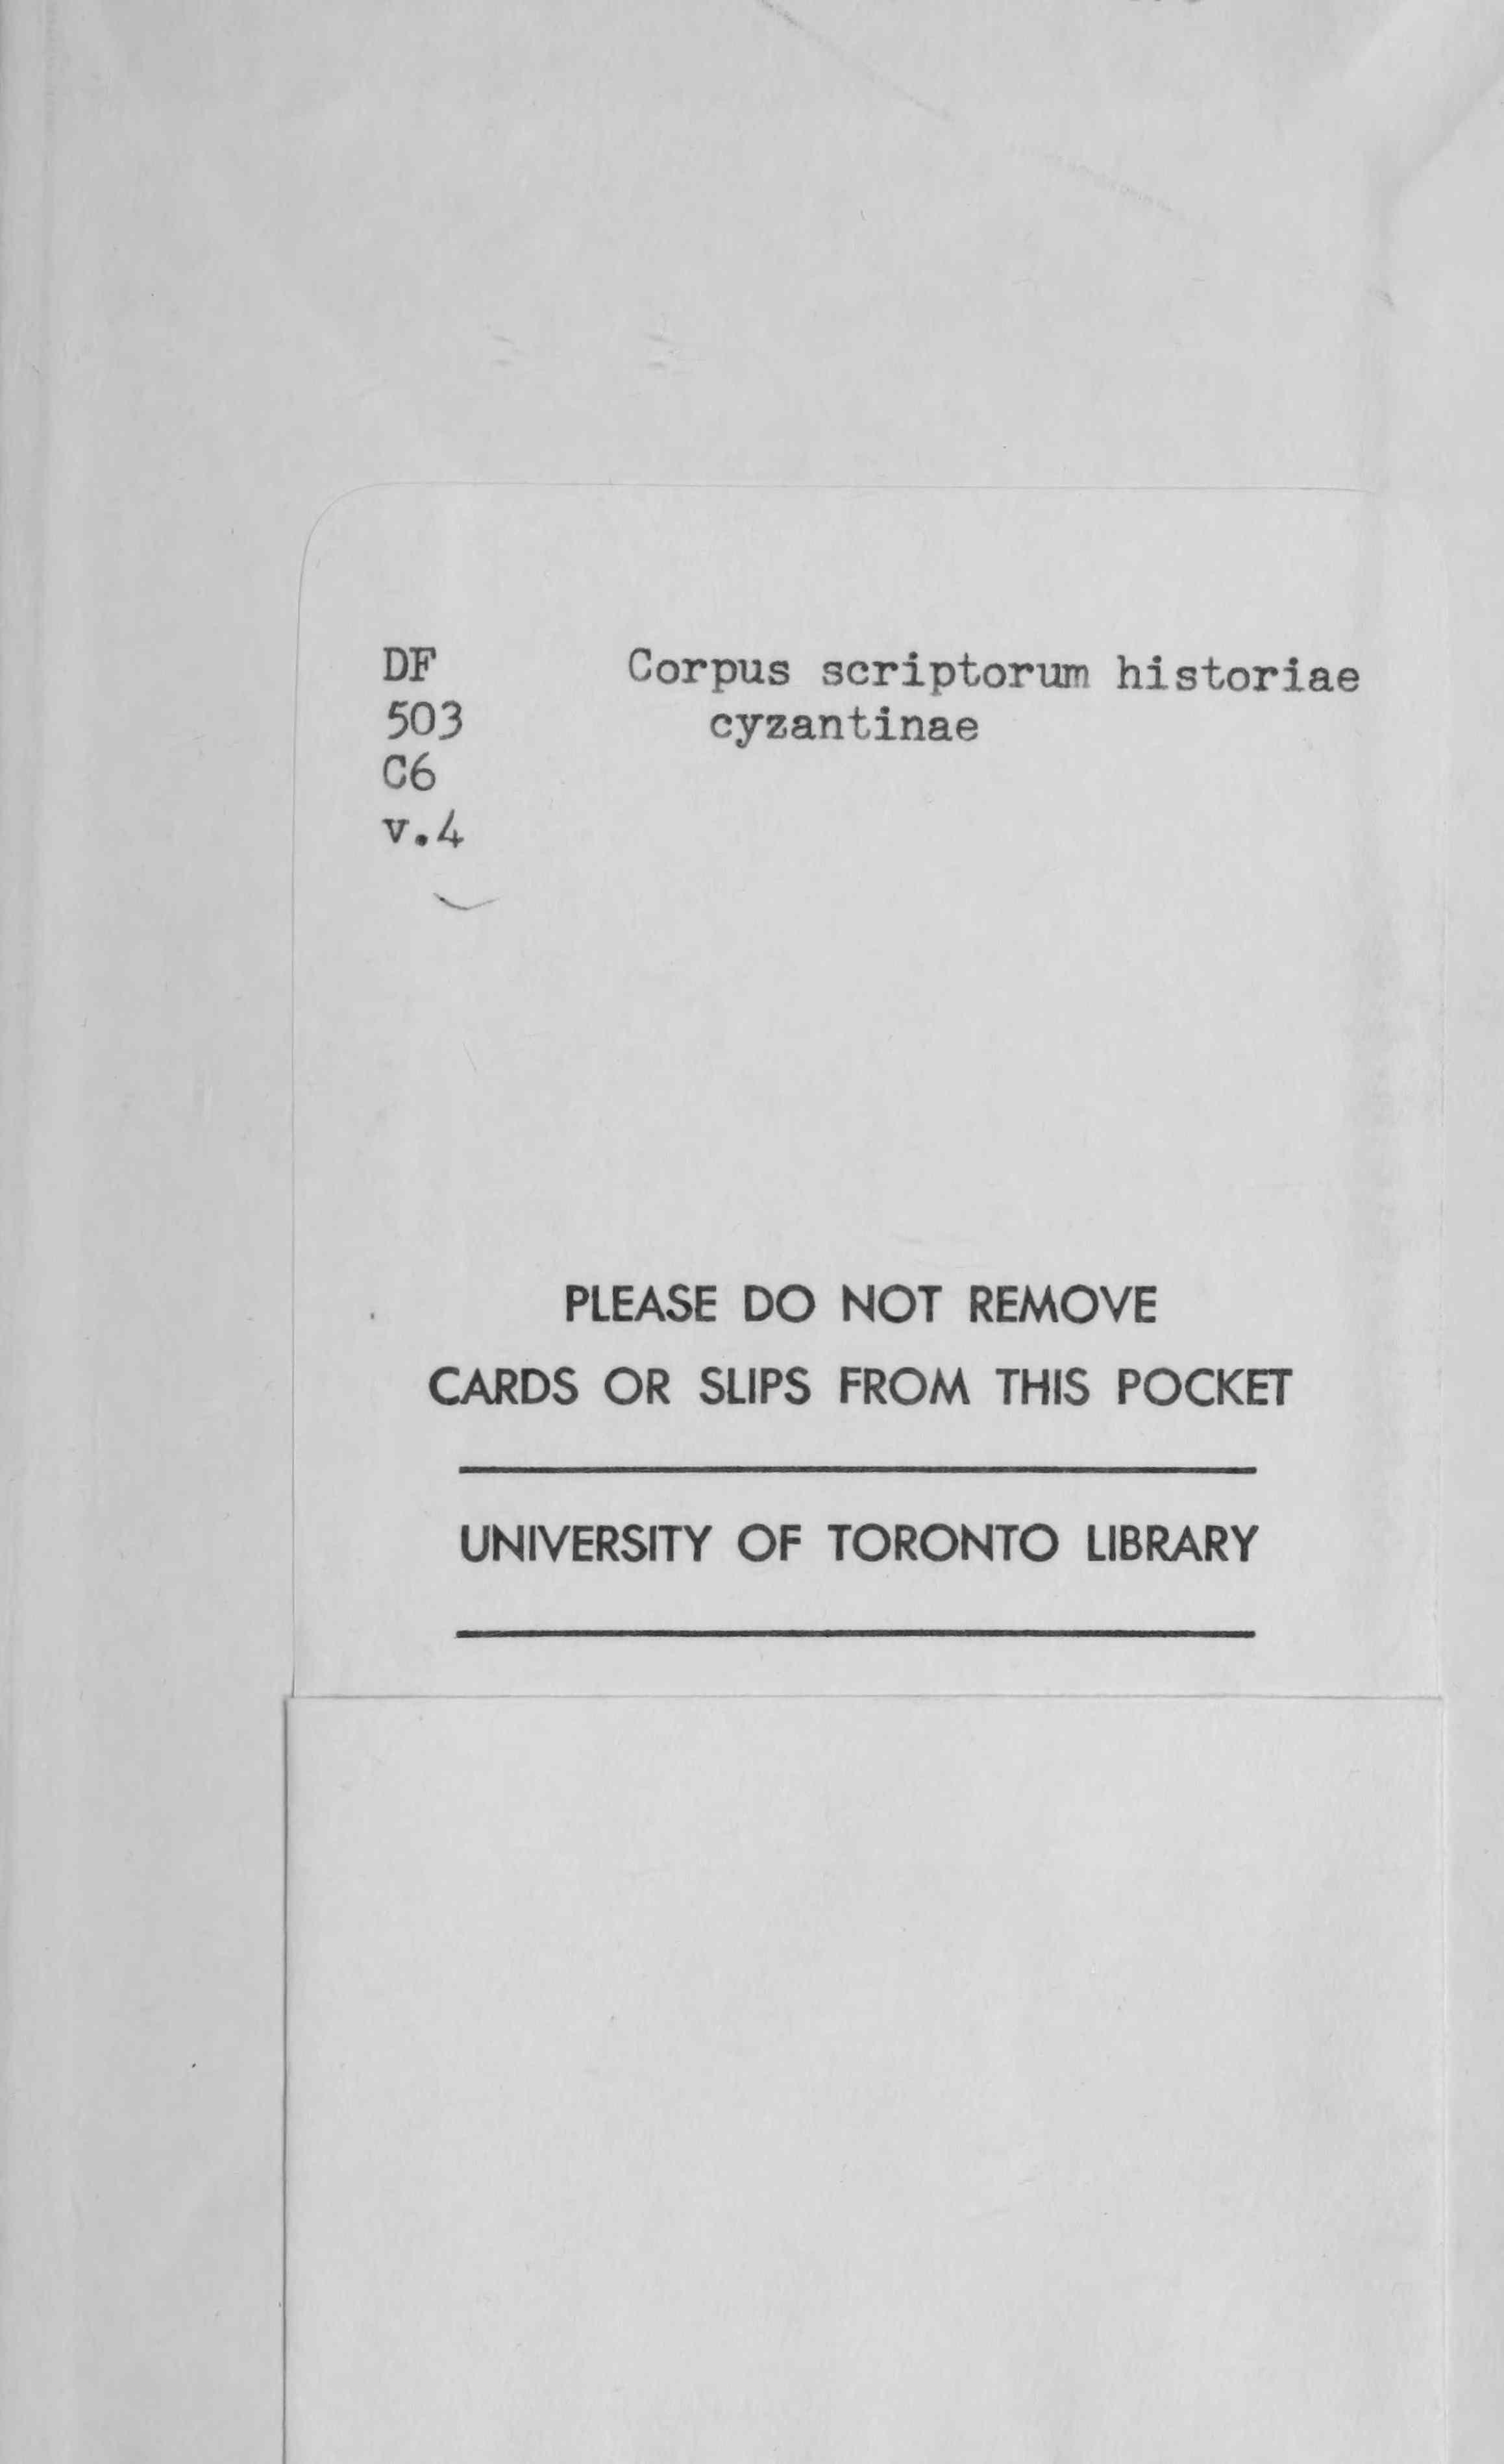 DF Corpus scriptorum historiae
503 cyzantinae
C6
v.4
PLEASE DO NOT REMOVE
CARDS OR SLIPS FROM THIS POCKET
UNIVERSITY OF TORONTO LIBRARY